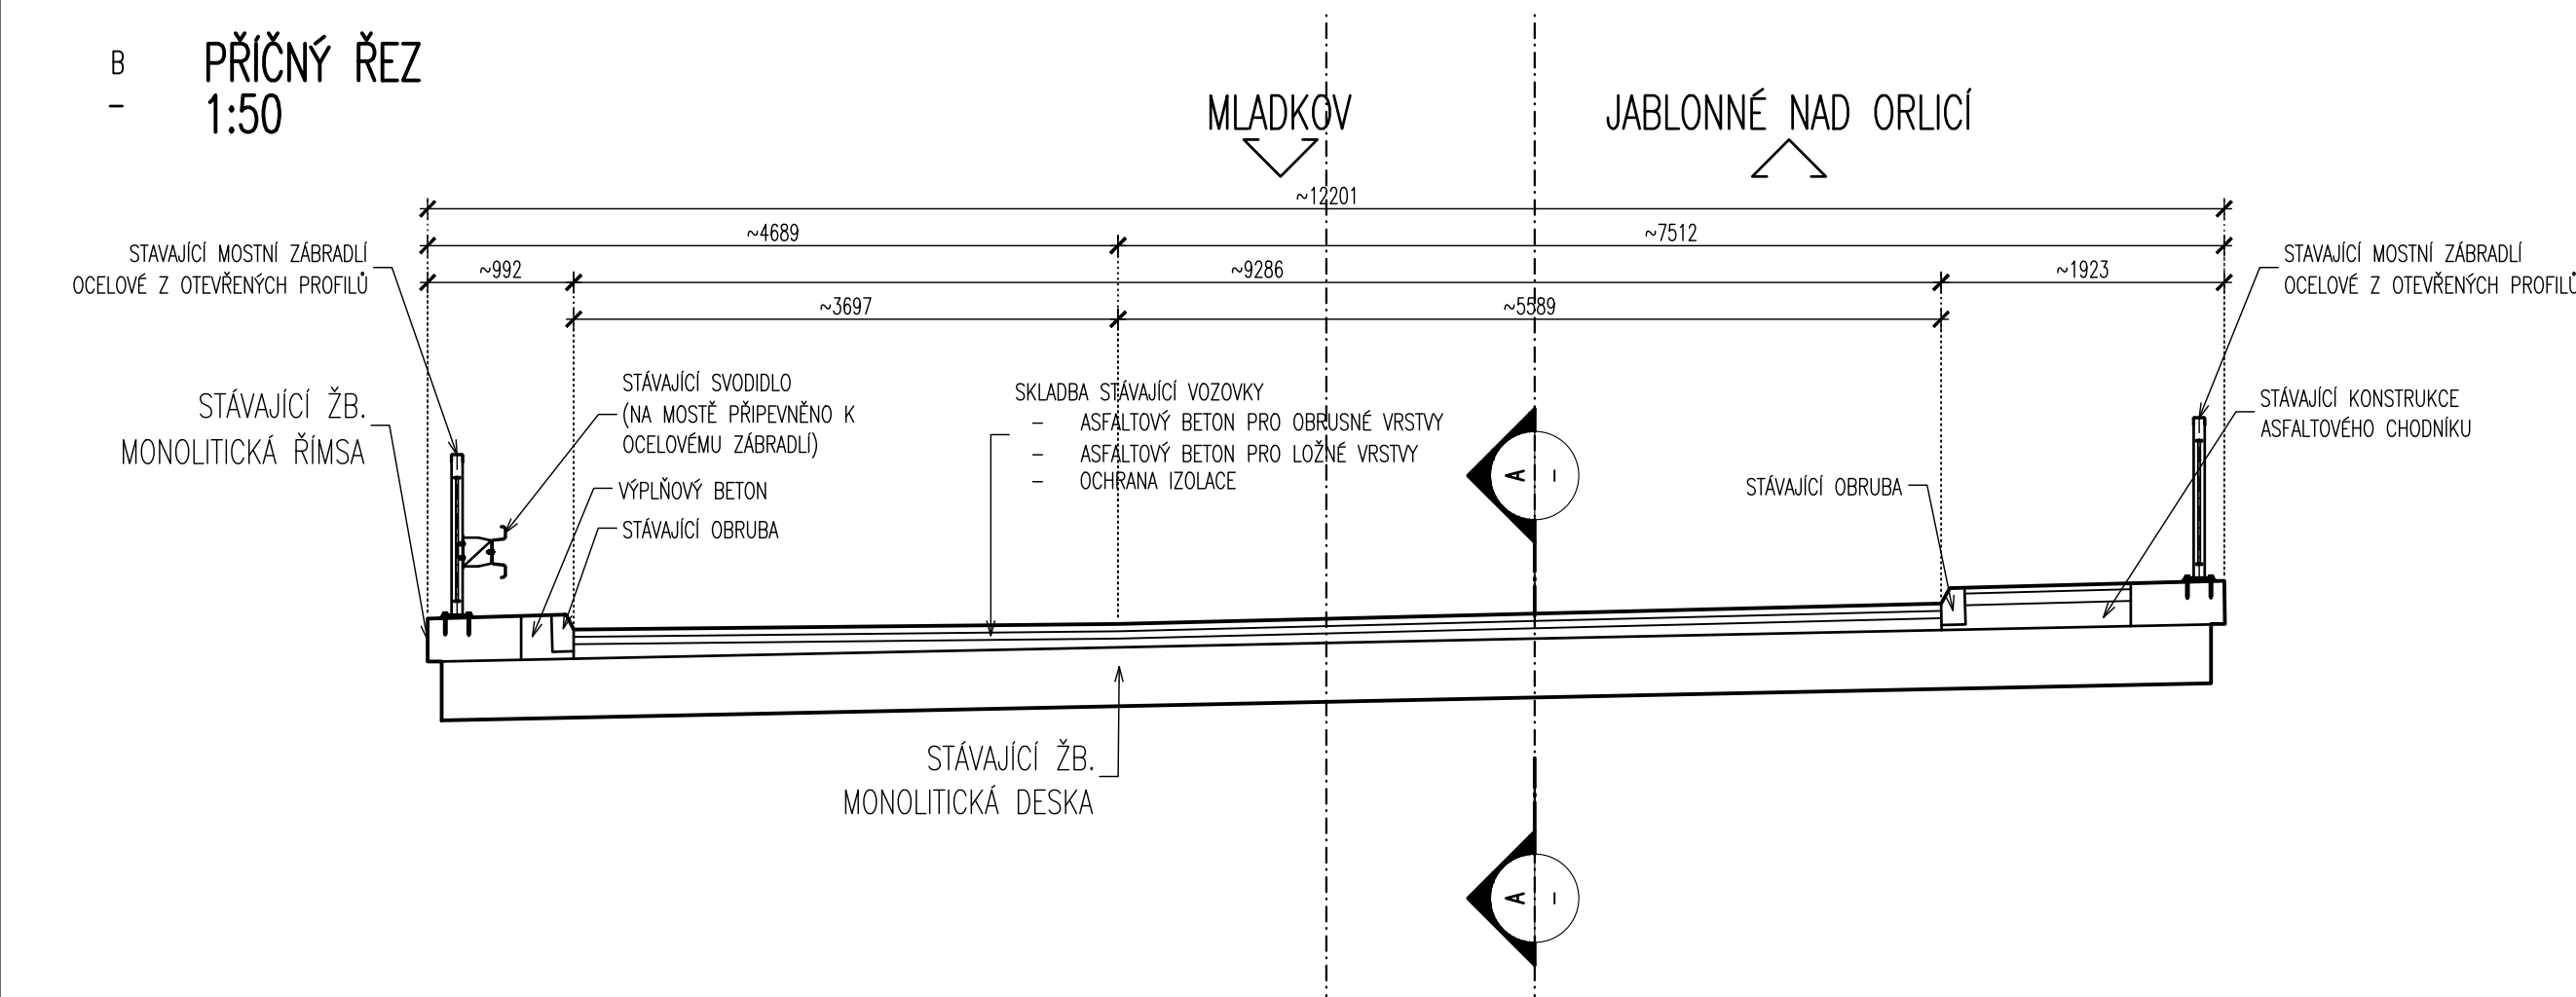 B PŘÍČNÝ ŘEZ
– 1:50
MLADKOV
JABLONNÉ NAD ORLICÍ
~12201
~4689
~7512
~992
~9286
~1923
~3697
~5589
STAVAJÍCÍ MOSTNÍ ZÁBRADLÍ
OCELOVÉ Z OTEVŘENÝCH PROFILŮ
STAVAJÍCÍ MOSTNÍ ZÁBRADLÍ
OCELOVÉ Z OTEVŘENÝCH PROFILŮ
STÁVAJÍCÍ ŽB.
MONOLITICKÁ ŘÍMSA
STÁVAJÍCÍ SVODIDLO
(NA MOSTĚ PŘIPEVNĚNO K
OCELOVÉMU ZÁBRADLÍ)
VÝPLŇOVÝ BETON
STÁVAJÍCÍ OBRUBA
SKLADBA STÁVAJÍCÍ VOZOVKY
– ASFALTOVÝ BETON PRO OBRUSNÉ VRSTVY
– ASFALTOVÝ BETON PRO LOŽNÉ VRSTVY
– OCHRANA IZOLACE
A –
STÁVAJÍCÍ OBRUBA
STÁVAJÍCÍ KONSTRUKCE
ASFALTOVÉHO CHODNÍKU
STÁVAJÍCÍ ŽB.
MONOLITICKÁ DESKA
A –